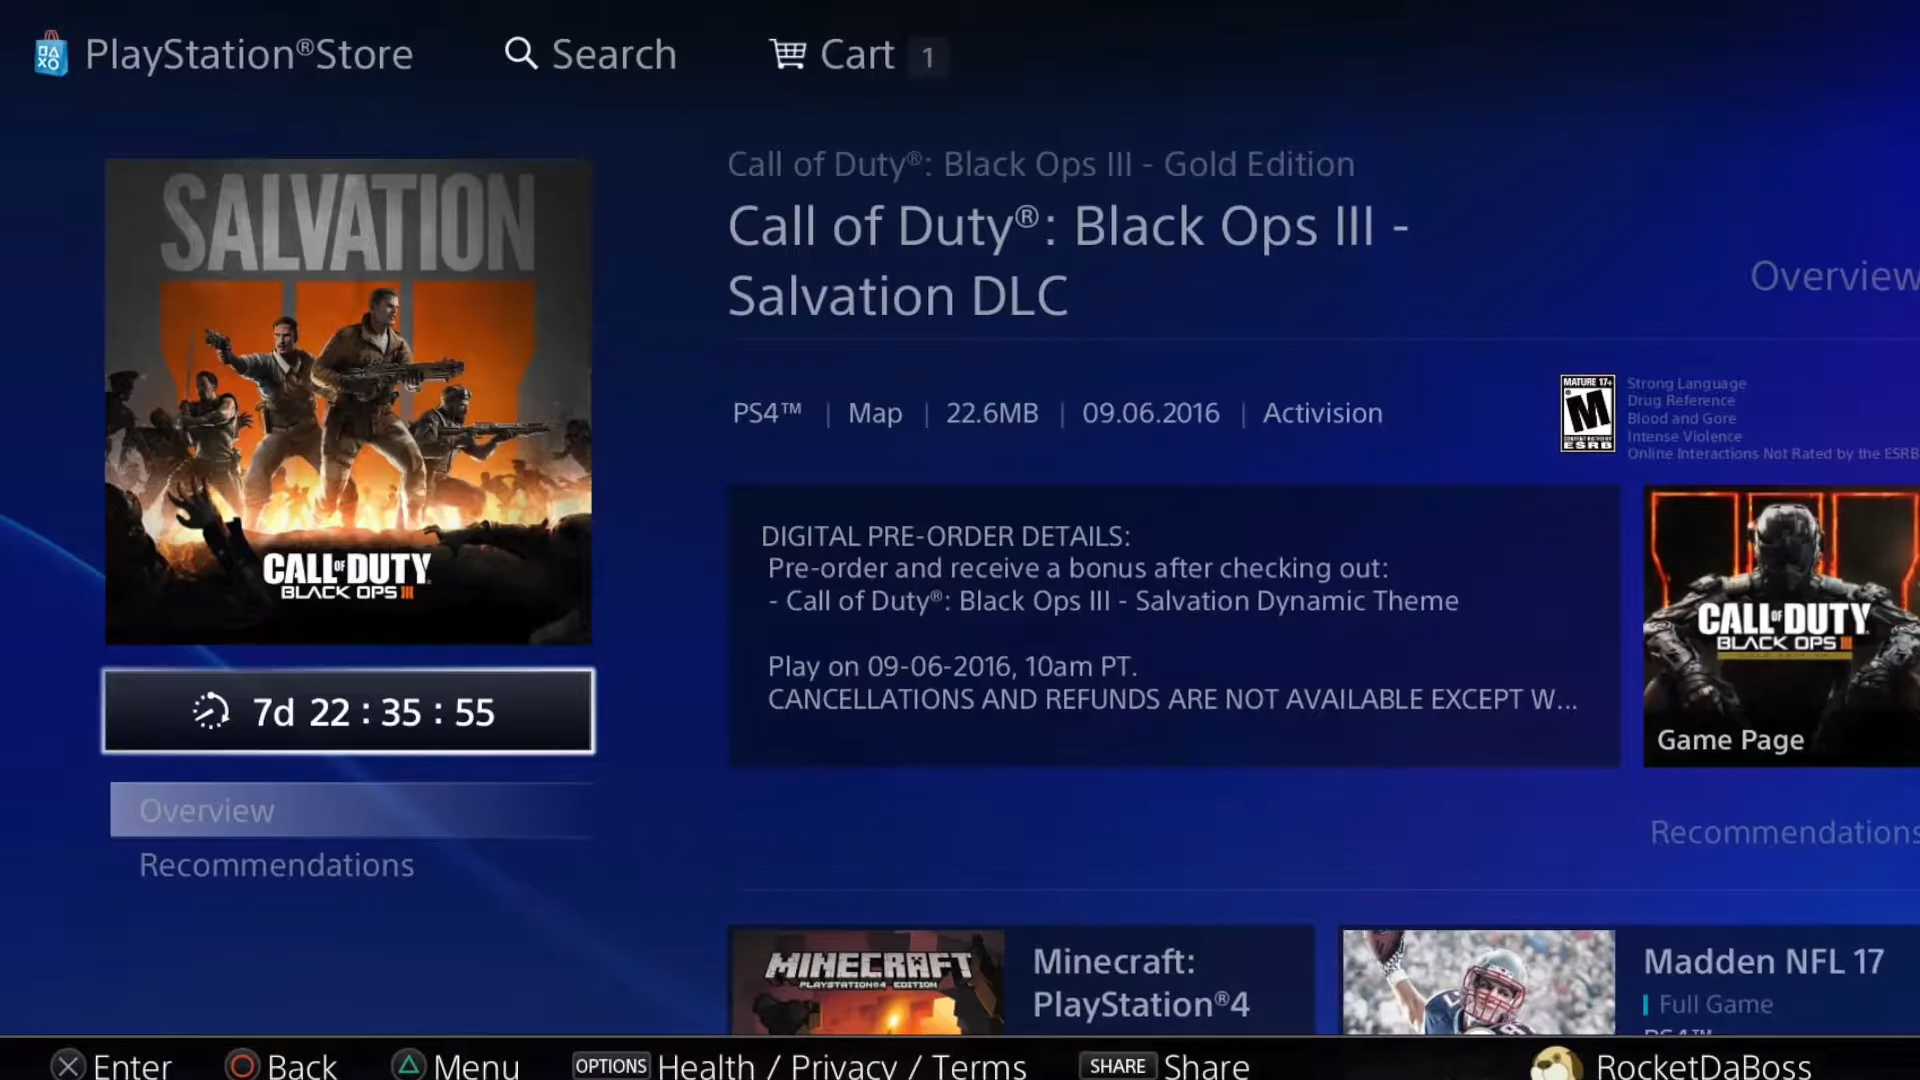 PlayStation®Store
Search
Cart 1
SALVATION
CALL OF DUTY
BLACK OPS III
7d 22 : 35 : 55
Overview
Recommendations
Call of Duty®: Black Ops III - Gold Edition
Call of Duty®: Black Ops III -
Salvation DLC
Overview
PS4™ | Map | 22.6MB | 09.06.2016 | Activision
MATURE 17+
M
CONTENT RATED BY
ESRB
Strong Language
Drug Reference
Blood and Gore
Intense Violence
Online Interactions Not Rated by the ESRB
DIGITAL PRE-ORDER DETAILS:
Pre-order and receive a bonus after checking out:
- Call of Duty®: Black Ops III - Salvation Dynamic Theme
Play on 09-06-2016, 10am PT.
CANCELLATIONS AND REFUNDS ARE NOT AVAILABLE EXCEPT W...
CALL OF DUTY
BLACK OPS III
Game Page
Recommendations
MINECRAFT
PLAYSTATION®4 EDITION
Minecraft:
PlayStation®4
Madden NFL 17
Full Game
PS4™
Enter
Back
Menu
OPTIONS Health / Privacy / Terms
SHARE Share
RocketDaBoss